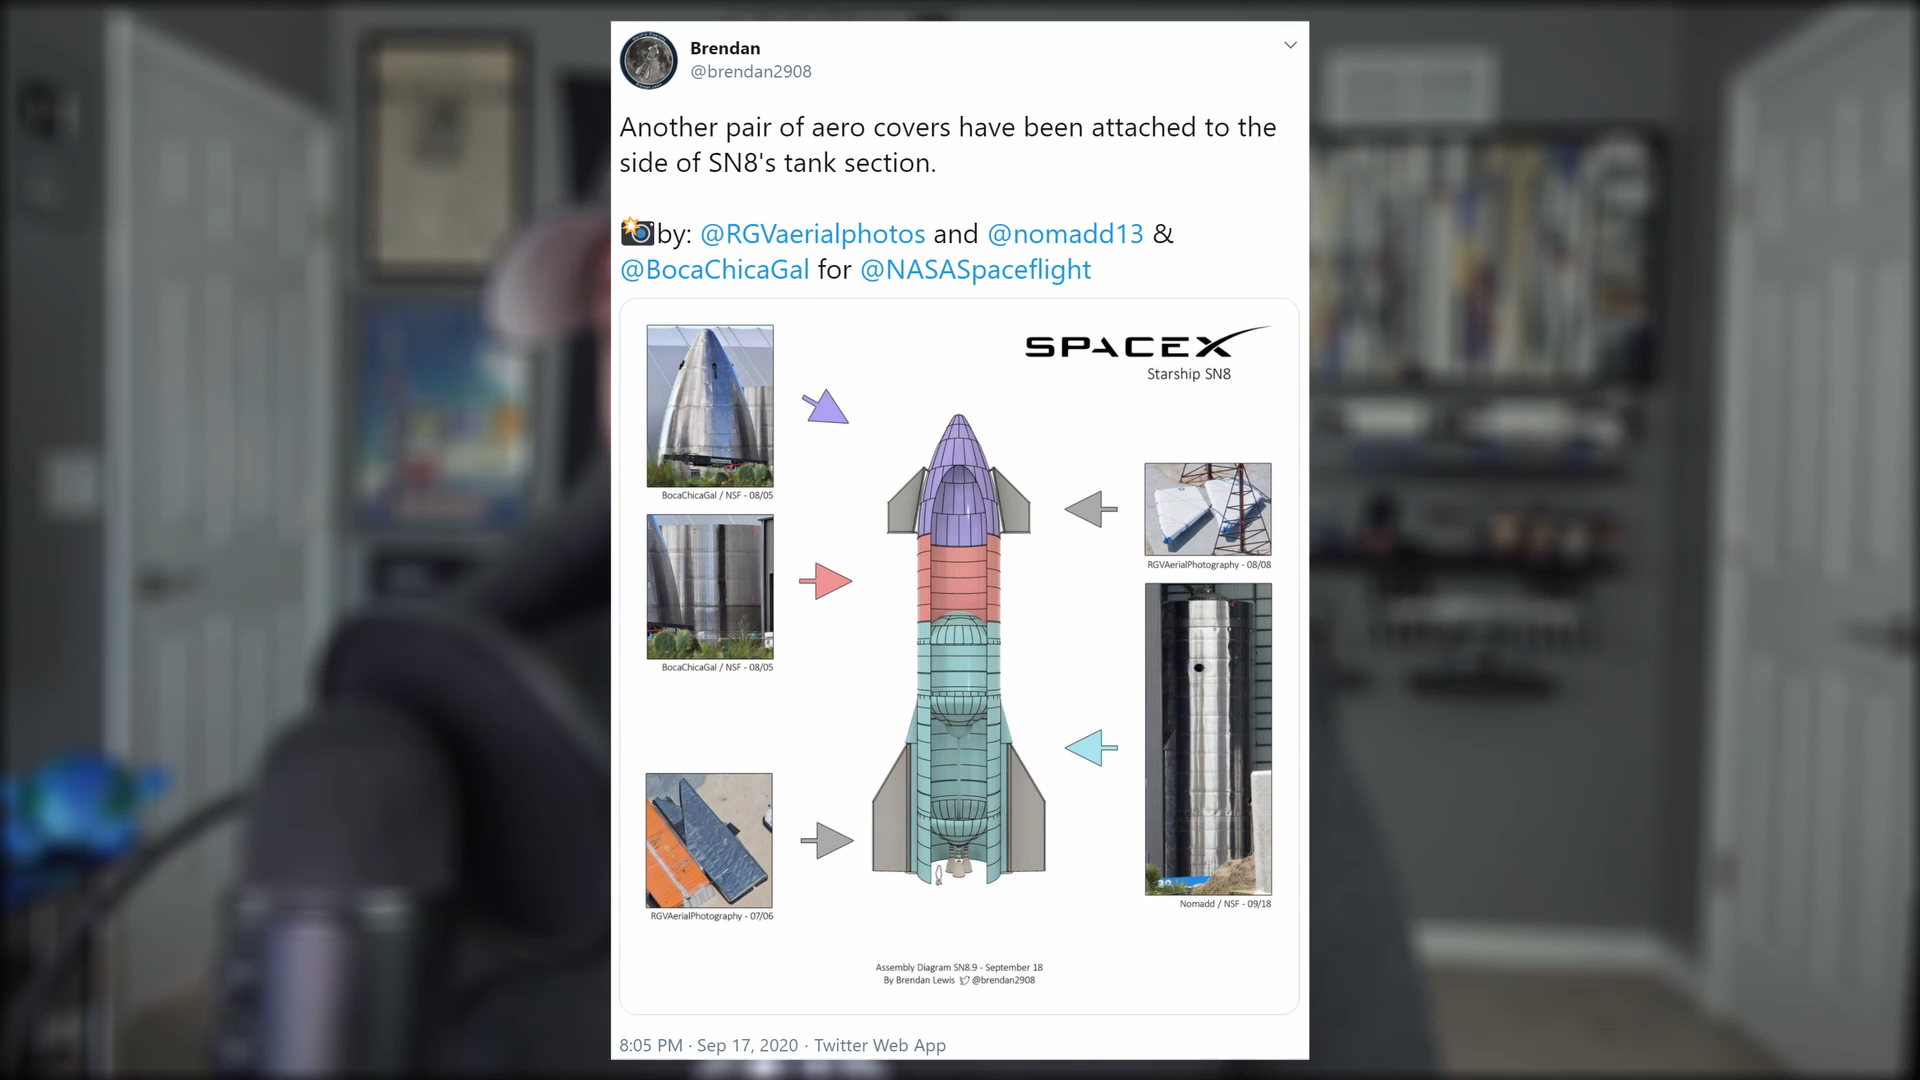 Brendan
@brendan2908
Another pair of aero covers have been attached to the
side of SN8's tank section.
by: @RGVaerialphotos and @nomadd13 &
@BocaChicaGal for @NASASpaceflight
SPACEX
Starship SN8
BocaChicaGal / NSF - 08/05
RGVAerialPhotography - 08/08
BocaChicaGal / NSF - 08/05
Nomadd / NSF - 09/18
RGVAerialPhotography - 07/06
Assembly Diagram SN8.9 - September 18
By Brendan Lewis @brendan2908
8:05 PM · Sep 17, 2020 · Twitter Web App